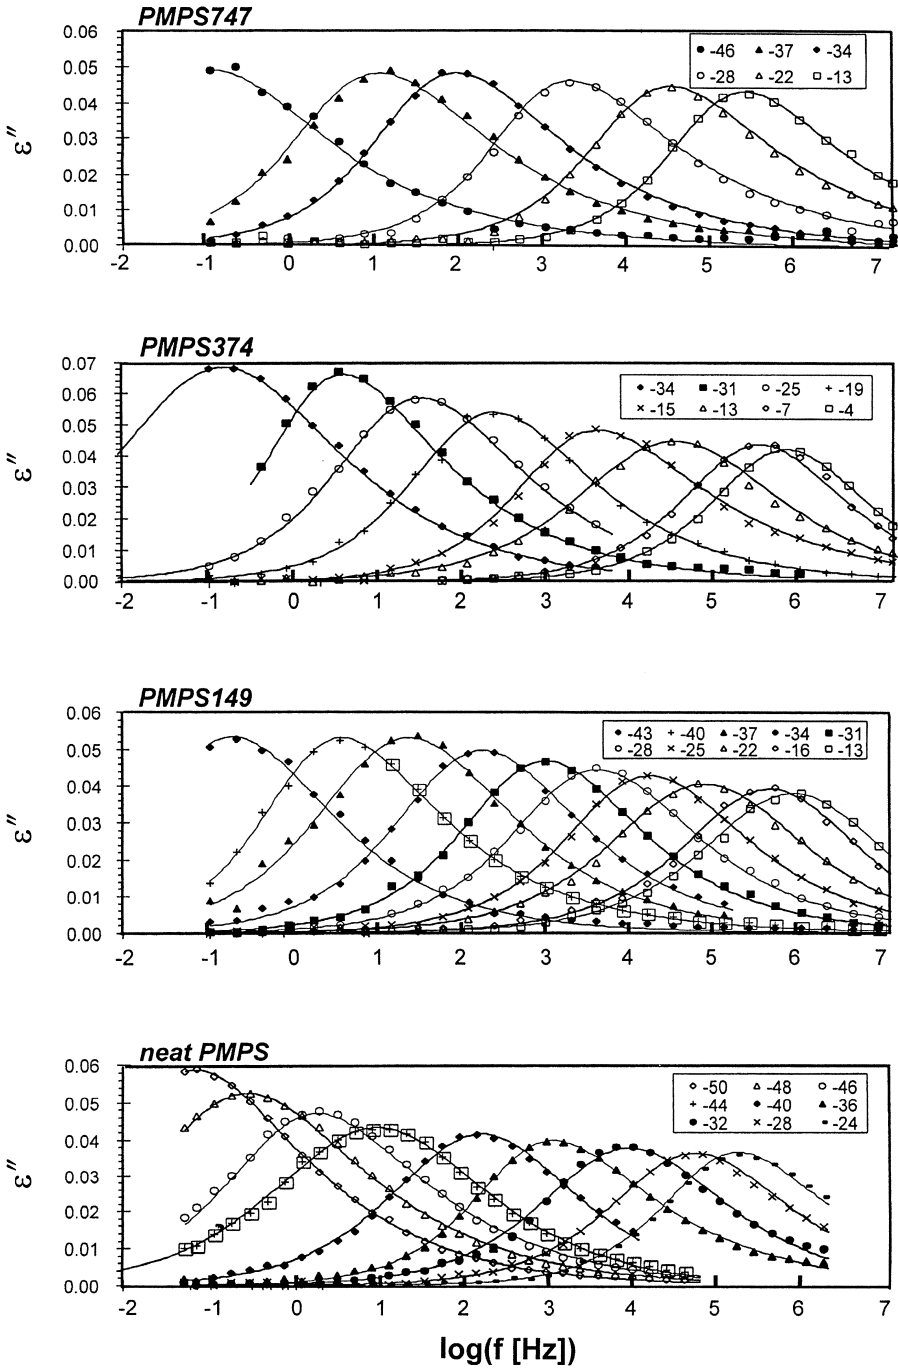 PMPS747
0.06
0.05
0.04
0.03
0.02
0.01
0.00
ε″
-46 -37 -34
-28 -22 -13
-2 -1 0 1 2 3 4 5 6 7
PMPS374
0.07
0.06
0.05
0.04
0.03
0.02
0.01
0.00
ε″
-34 -31 -25 -19
-15 -13 -7 -4
-2 -1 0 1 2 3 4 5 6 7
PMPS149
0.06
0.05
0.04
0.03
0.02
0.01
0.00
ε″
-43 -40 -37 -34 -31
-28 -25 -22 -16 -13
-2 -1 0 1 2 3 4 5 6 7
neat PMPS
0.06
0.05
0.04
0.03
0.02
0.01
0.00
ε″
-50 -48 -46
-44 -40 -36
-32 -28 -24
-2 -1 0 1 2 3 4 5 6 7
log(f [Hz])